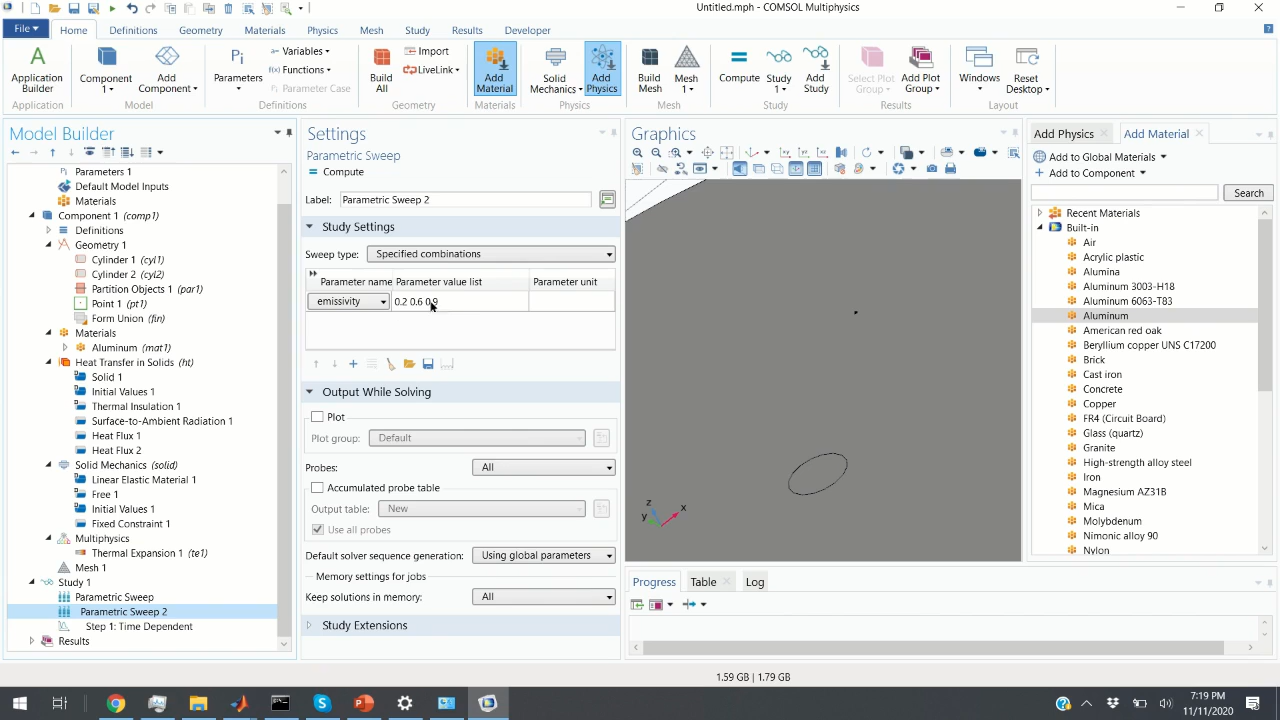 Untitled.mph - COMSOL Multiphysics
File
Home
Definitions
Geometry
Materials
Physics
Mesh
Study
Results
Developer
Application Builder
Component 1
Add Component
Parameters
Variables
Functions
Parameter Case
Build All
Import
LiveLink
Add Material
Solid Mechanics
Add Physics
Build Mesh
Mesh 1
Compute
Study 1
Add Study
Select Plot Group
Add Plot Group
Windows
Reset Desktop
Application
Model
Definitions
Geometry
Materials
Physics
Mesh
Study
Results
Layout
Model Builder
Parameters 1
Default Model Inputs
Materials
Component 1 (comp1)
Definitions
Geometry 1
Cylinder 1 (cyl1)
Cylinder 2 (cyl2)
Partition Objects 1 (par1)
Point 1 (pt1)
Form Union (fin)
Materials
Aluminum (mat1)
Heat Transfer in Solids (ht)
Solid 1
Initial Values 1
Thermal Insulation 1
Surface-to-Ambient Radiation 1
Heat Flux 1
Heat Flux 2
Solid Mechanics (solid)
Linear Elastic Material 1
Free 1
Initial Values 1
Fixed Constraint 1
Multiphysics
Thermal Expansion 1 (te1)
Mesh 1
Study 1
Parametric Sweep
Parametric Sweep 2
Step 1: Time Dependent
Results
Settings
Parametric Sweep
Compute
Label: Parametric Sweep 2
Study Settings
Sweep type: Specified combinations
Parameter name Parameter value list Parameter unit
emissivity 0.2 0.6 0.9
Output While Solving
Plot
Plot group: Default
Probes: All
Accumulated probe table
Output table: New
Use all probes
Default solver sequence generation: Using global parameters
Memory settings for jobs
Keep solutions in memory: All
Study Extensions
Graphics
z
y x
Progress Table Log
Add Physics Add Material
Add to Global Materials
Add to Component
Search
Recent Materials
Built-in
Air
Acrylic plastic
Alumina
Aluminum 3003-H18
Aluminum 6063-T83
Aluminum
American red oak
Beryllium copper UNS C17200
Brick
Cast iron
Concrete
Copper
FR4 (Circuit Board)
Glass (quartz)
Granite
High-strength alloy steel
Iron
Magnesium AZ31B
Mica
Molybdenum
Nimonic alloy 90
Nylon
1.59 GB | 1.79 GB
7:19 PM
11/11/2020